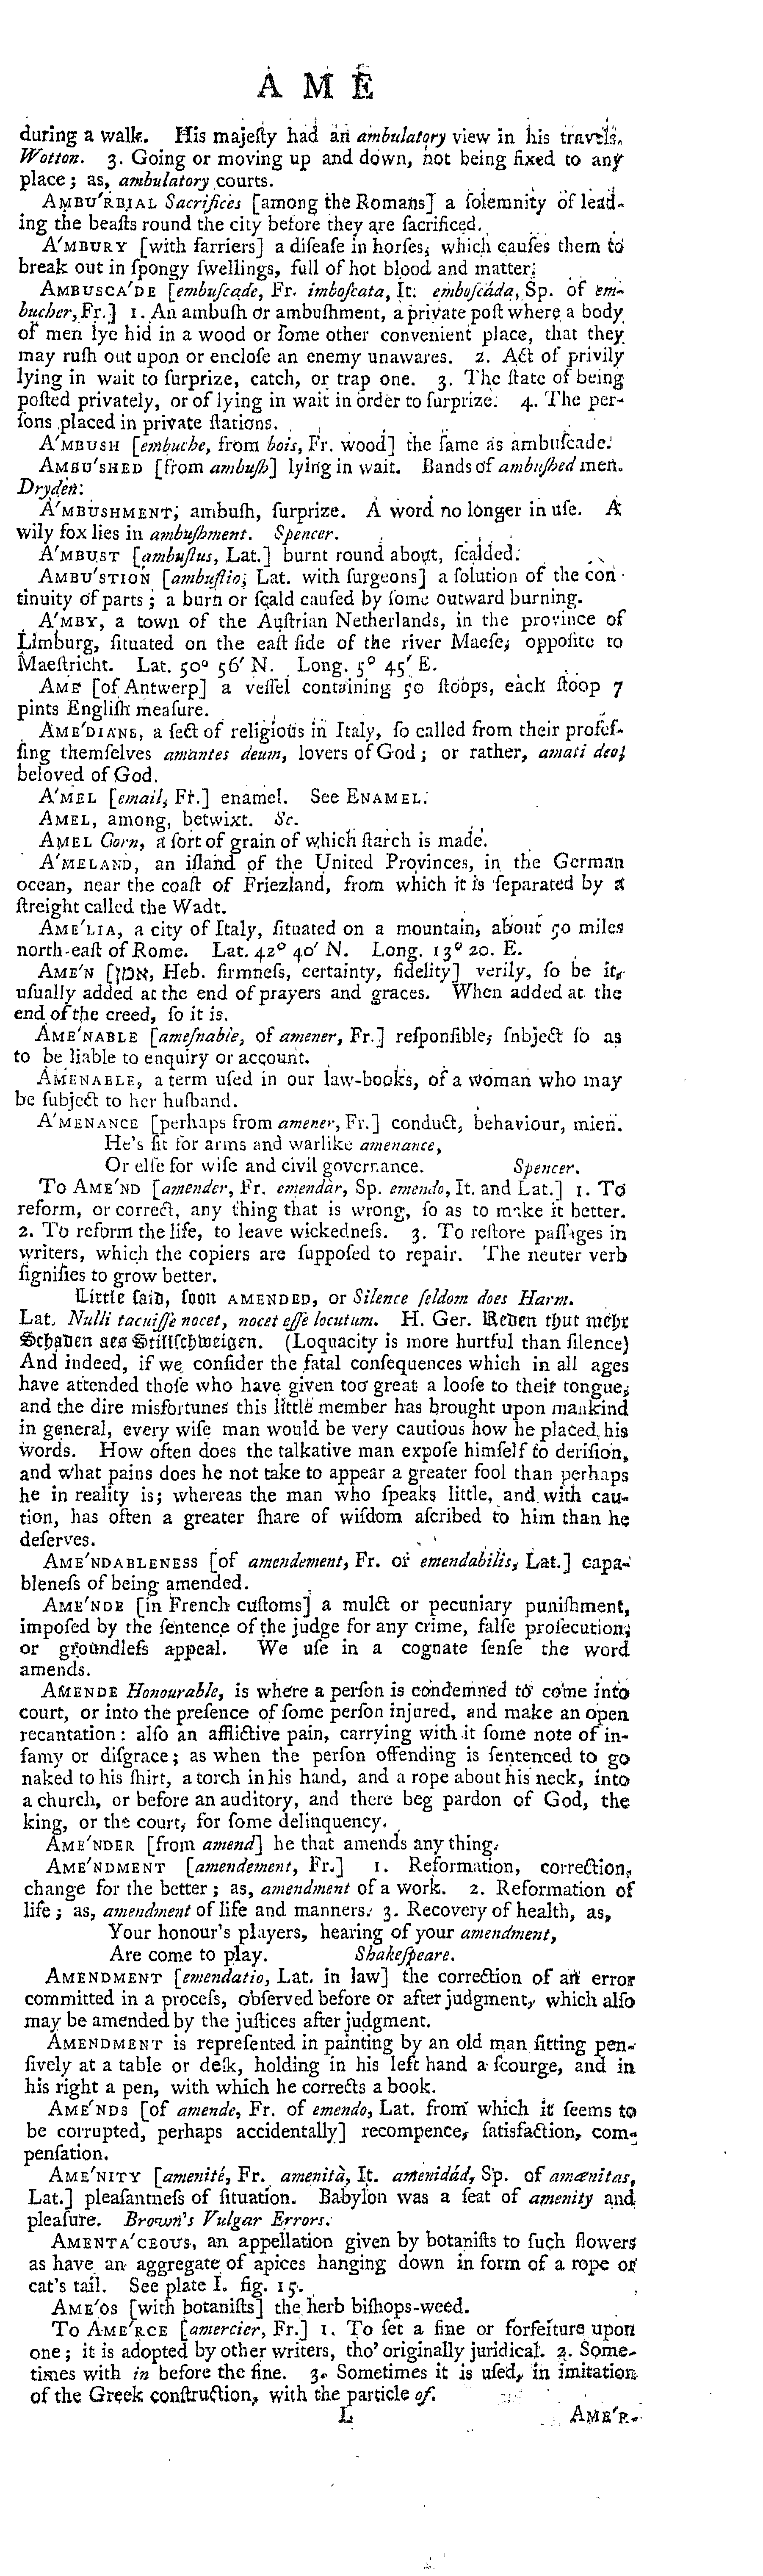 A M E
during a walk. His majeſty had an ambulatory view in his travels.
Wotton. 3. Going or moving up and down, not being fixed to any
place; as, ambulatory courts.
AMBU′RBIAL Sacrifices [among the Romans] a ſolemnity of lead-
ing the beaſts round the city before they are ſacrificed.
A′MBURY [with farriers] a diſeaſe in horſes, which cauſes them to
break out in ſpongy ſwellings, full of hot blood and matter.
AMBUSCA′DE [embuſcade, Fr. imboſcata, It. emboſcáda, Sp. of em-
bucher, Fr.] 1. An ambuſh or ambuſhment, a private poſt where a body
of men lye hid in a wood or ſome other convenient place, that they
may ruſh out upon or encloſe an enemy unawares. 2. Act of privily
lying in wait to ſurprize, catch, or trap one. 3. The ſtate of being
poſted privately, or of lying in wait in order to ſurprize. 4. The per-
ſons placed in private ſtations.
A′MBUSH [embuche, from bois, Fr. wood] the ſame as ambuſcade.
AMBU′SHED [from ambuſh] lying in wait. Bands of ambuſhed men.
Dryden.
A′MBUSHMENT, ambuſh, ſurprize. A word no longer in uſe. A
wily fox lies in ambuſhment. Spencer.
A′MBUST [ambuſtus, Lat.] burnt round about, ſcalded.
AMBU′STION [ambuſtio, Lat. with ſurgeons] a ſolution of the con-
tinuity of parts; a burn or ſcald cauſed by ſome outward burning.
A′MBY, a town of the Auſtrian Netherlands, in the province of
Limburg, ſituated on the eaſt ſide of the river Maeſe, oppoſite to
Maeſtricht. Lat. 50° 56′ N. Long. 5° 45′ E.
AME [of Antwerp] a veſſel containing 50 ſtoops, each ſtoop 7
pints Engliſh meaſure.
AME′DIANS, a ſect of religious in Italy, ſo called from their profeſ-
ſing themſelves amantes deum, lovers of God; or rather, amati deo,
beloved of God.
A′MEL [email, Fr.] enamel. See ENAMEL.
AMEL, among, betwixt. Sc.
AMEL Corn, a ſort of grain of which ſtarch is made.
A′MELAND, an iſland of the United Provinces, in the German
ocean, near the coaſt of Friezland, from which it is ſeparated by a
ſtreight called the Wadt.
AME′LIA, a city of Italy, ſituated on a mountain, about 50 miles
north-eaſt of Rome. Lat. 42° 40′ N. Long. 13° 20. E.
AME′N [אמן, Heb. firmneſs, certainty, fidelity] verily, ſo be it,
uſually added at the end of prayers and graces. When added at the
end of the creed, ſo it is.
AME′NABLE [ameſnable, of amener, Fr.] reſponſible, ſnbject ſo as
to be liable to enquiry or account.
AMENABLE, a term uſed in our law-books, of a woman who may
be ſubject to her huſband.
A′MENANCE [perhaps from amener, Fr.] conduct, behaviour, mien.
He's fit for arms and warlike amenance,
Or elſe for wiſe and civil governance. Spencer.
To AME′ND [amender, Fr. emendàr, Sp. emendo, It. and Lat.] 1. To
reform, or correct, any thing that is wrong, ſo as to make it better.
2. To reform the life, to leave wickedneſs. 3. To reſtore paſſages in
writers, which the copiers are ſuppoſed to repair. The neuter verb
ſignifies to grow better.
Little ſaid, ſoon AMENDED, or Silence ſeldom does Harm.
Lat. Nulli tacuiſſe nocet, nocet eſſe locutum. H. Ger. Reden thut mehr
Schaden aes Stillſchweigen. (Loquacity is more hurtful than ſilence)
And indeed, if we conſider the fatal conſequences which in all ages
have attended thoſe who have given too great a looſe to their tongue,
and the dire misfortunes this little member has brought upon mankind
in general, every wiſe man would be very cautious how he placed his
words. How often does the talkative man expoſe himſelf to deriſion,
and what pains does he not take to appear a greater fool than perhaps
he in reality is; whereas the man who ſpeaks little, and with cau-
tion, has often a greater ſhare of wiſdom aſcribed to him than he
deſerves.
AME′NDABLENESS [of amendement, Fr. or emendabilis, Lat.] capa-
bleneſs of being amended.
AME′NDE [in French cuſtoms] a mulct or pecuniary puniſhment,
impoſed by the ſentence of the judge for any crime, falſe proſecution,
or groundleſs appeal. We uſe in a cognate ſenſe the word
amends.
AMENDE Honourable, is where a perſon is condemned to come into
court, or into the preſence of ſome perſon injured, and make an open
recantation: alſo an afflictive pain, carrying with it ſome note of in-
famy or diſgrace; as when the perſon offending is ſentenced to go
naked to his ſhirt, a torch in his hand, and a rope about his neck, into
a church, or before an auditory, and there beg pardon of God, the
king, or the court, for ſome delinquency.
AME′NDER [from amend] he that amends any thing.
AME′NDMENT [amendement, Fr.] 1. Reformation, correction,
change for the better; as, amendment of a work. 2. Reformation of
life; as, amendment of life and manners. 3. Recovery of health, as,
Your honour's players, hearing of your amendment,
Are come to play. Shakeſpeare.
AMENDMENT [emendatio, Lat. in law] the correction of an error
committed in a proceſs, obſerved before or after judgment, which alſo
may be amended by the juſtices after judgment.
AMENDMENT is repreſented in painting by an old man ſitting pen-
ſively at a table or deſk, holding in his left hand a ſcourge, and in
his right a pen, with which he corrects a book.
AME′NDS [of amende, Fr. of emendo, Lat. from which it ſeems to
be corrupted, perhaps accidentally] recompence, ſatisfaction, com-
penſation.
AME′NITY [amenité, Fr. amenità, It. amenidád, Sp. of amænitas,
Lat.] pleaſantneſs of ſituation. Babylon was a ſeat of amenity and
pleaſure. Brown's Vulgar Errors.
AMENTA′CEOUS, an appellation given by botaniſts to ſuch flowers
as have an aggregate of apices hanging down in form of a rope or
cat's tail. See plate I. fig. 15.
AME′OS [with botaniſts] the herb biſhops-weed.
To AME′RCE [amercier, Fr.] 1. To ſet a fine or forfeiture upon
one; it is adopted by other writers, tho' originally juridical. 2. Some-
times with in before the fine. 3. Sometimes it is uſed, in imitation
of the Greek conſtruction, with the particle of.
L AME′R-